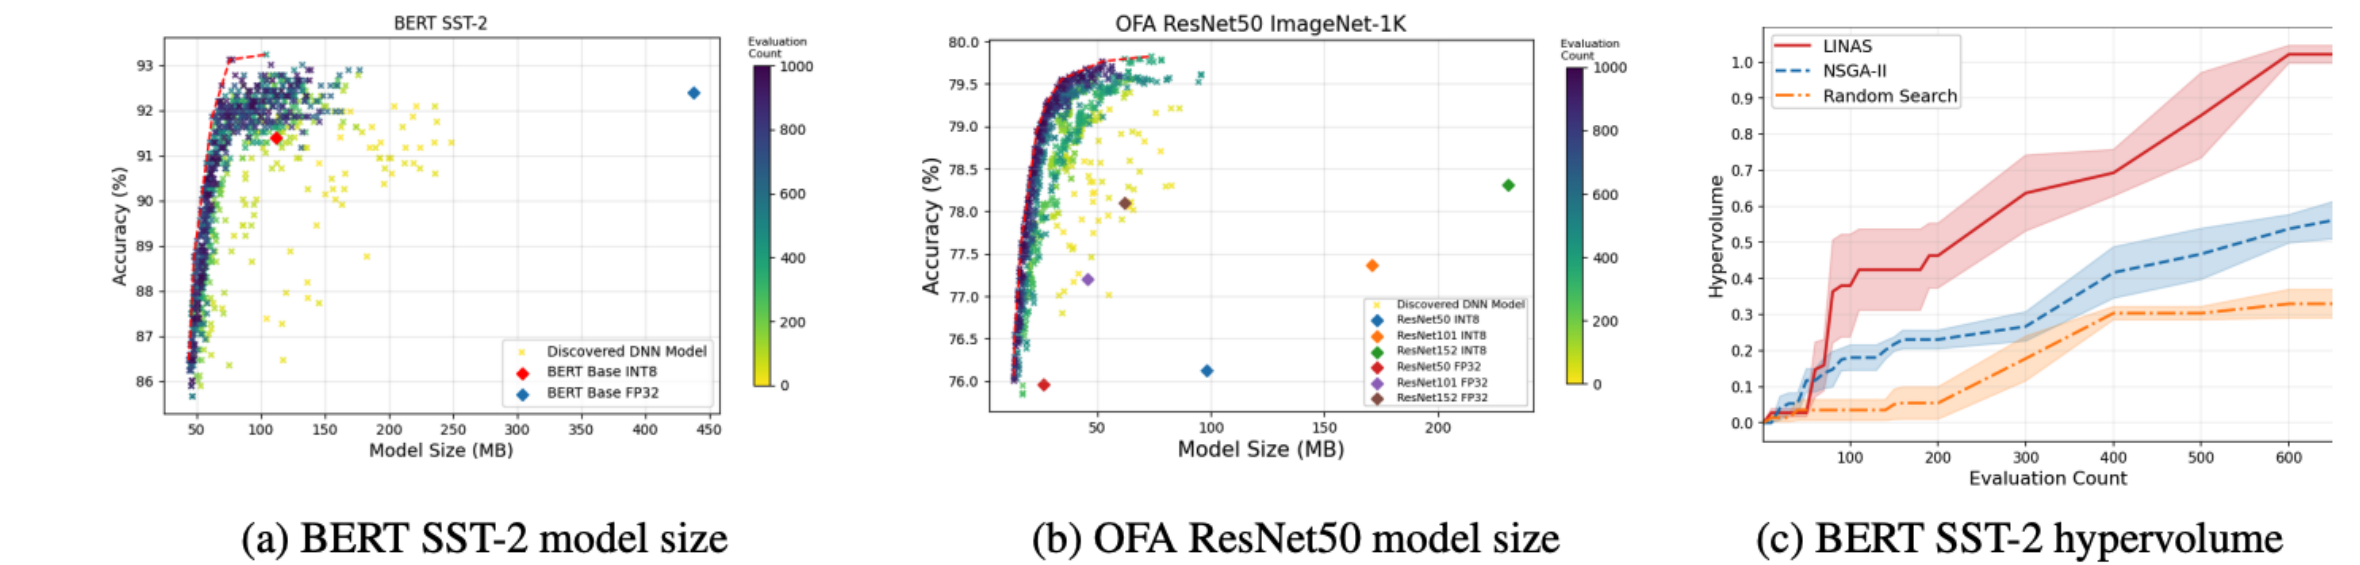 BERT SST-2
Evaluation
Count
93
92
91
90
89
88
87
86
Accuracy (%)
50 100 150 200 250 300 350 400 450
Model Size (MB)
Discovered DNN Model
BERT Base INT8
BERT Base FP32
1000
800
600
400
200
0
(a) BERT SST-2 model size
OFA ResNet50 ImageNet-1K
Evaluation
Count
80.0
79.5
79.0
78.5
78.0
77.5
77.0
76.5
76.0
Accuracy (%)
50 100 150 200
Model Size (MB)
Discovered DNN Model
ResNet50 INT8
ResNet101 INT8
ResNet152 INT8
ResNet50 FP32
ResNet101 FP32
ResNet152 FP32
1000
800
600
400
200
0
(b) OFA ResNet50 model size
LINAS
NSGA-II
Random Search
1.0
0.9
0.8
0.7
0.6
0.5
0.4
0.3
0.2
0.1
0.0
Hypervolume
100 200 300 400 500 600
Evaluation Count
(c) BERT SST-2 hypervolume